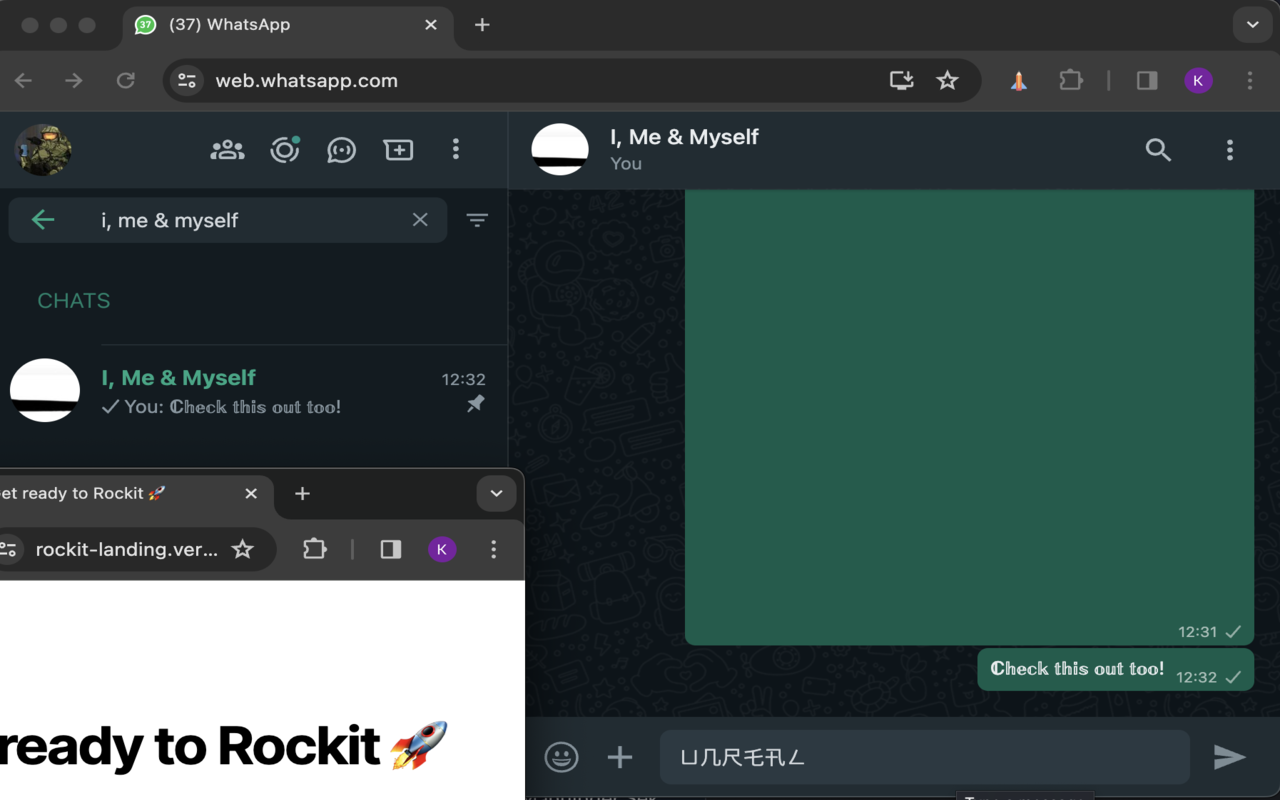 37
(37) WhatsApp
web.whatsapp.com
K
i, me & myself
CHATS
I, Me & Myself
12:32
You: ℂ𝕙𝕖𝕔𝕜 𝕥𝕙𝕚𝕤 𝕠𝕦𝕥 𝕥𝕠𝕠!
I, Me & Myself
You
12:31
ℂ𝕙𝕖𝕔𝕜 𝕥𝕙𝕚𝕤 𝕠𝕦𝕥 𝕥𝕠𝕠!
12:32
ㄩ几尺乇卂ㄥ
et ready to Rockit 🚀
rockit-landing.ver...
K
ready to Rockit 🚀